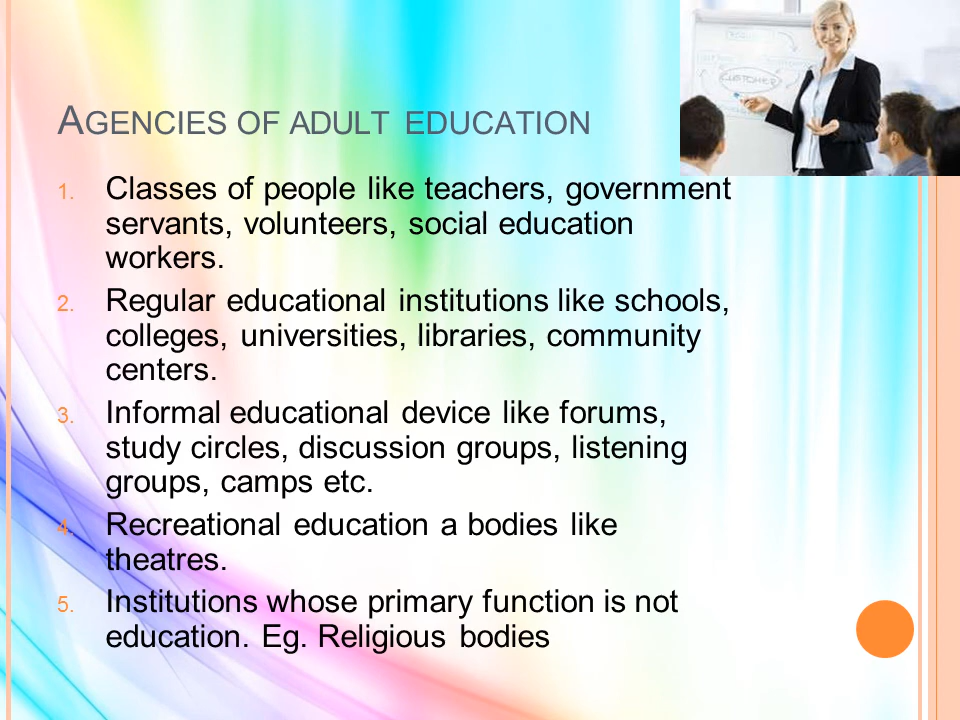 AGENCIES OF ADULT EDUCATION
1. Classes of people like teachers, government
servants, volunteers, social education
workers.
2. Regular educational institutions like schools,
colleges, universities, libraries, community
centers.
3. Informal educational device like forums,
study circles, discussion groups, listening
groups, camps etc.
4. Recreational education a bodies like
theatres.
5. Institutions whose primary function is not
education. Eg. Religious bodies
CUSTOMER